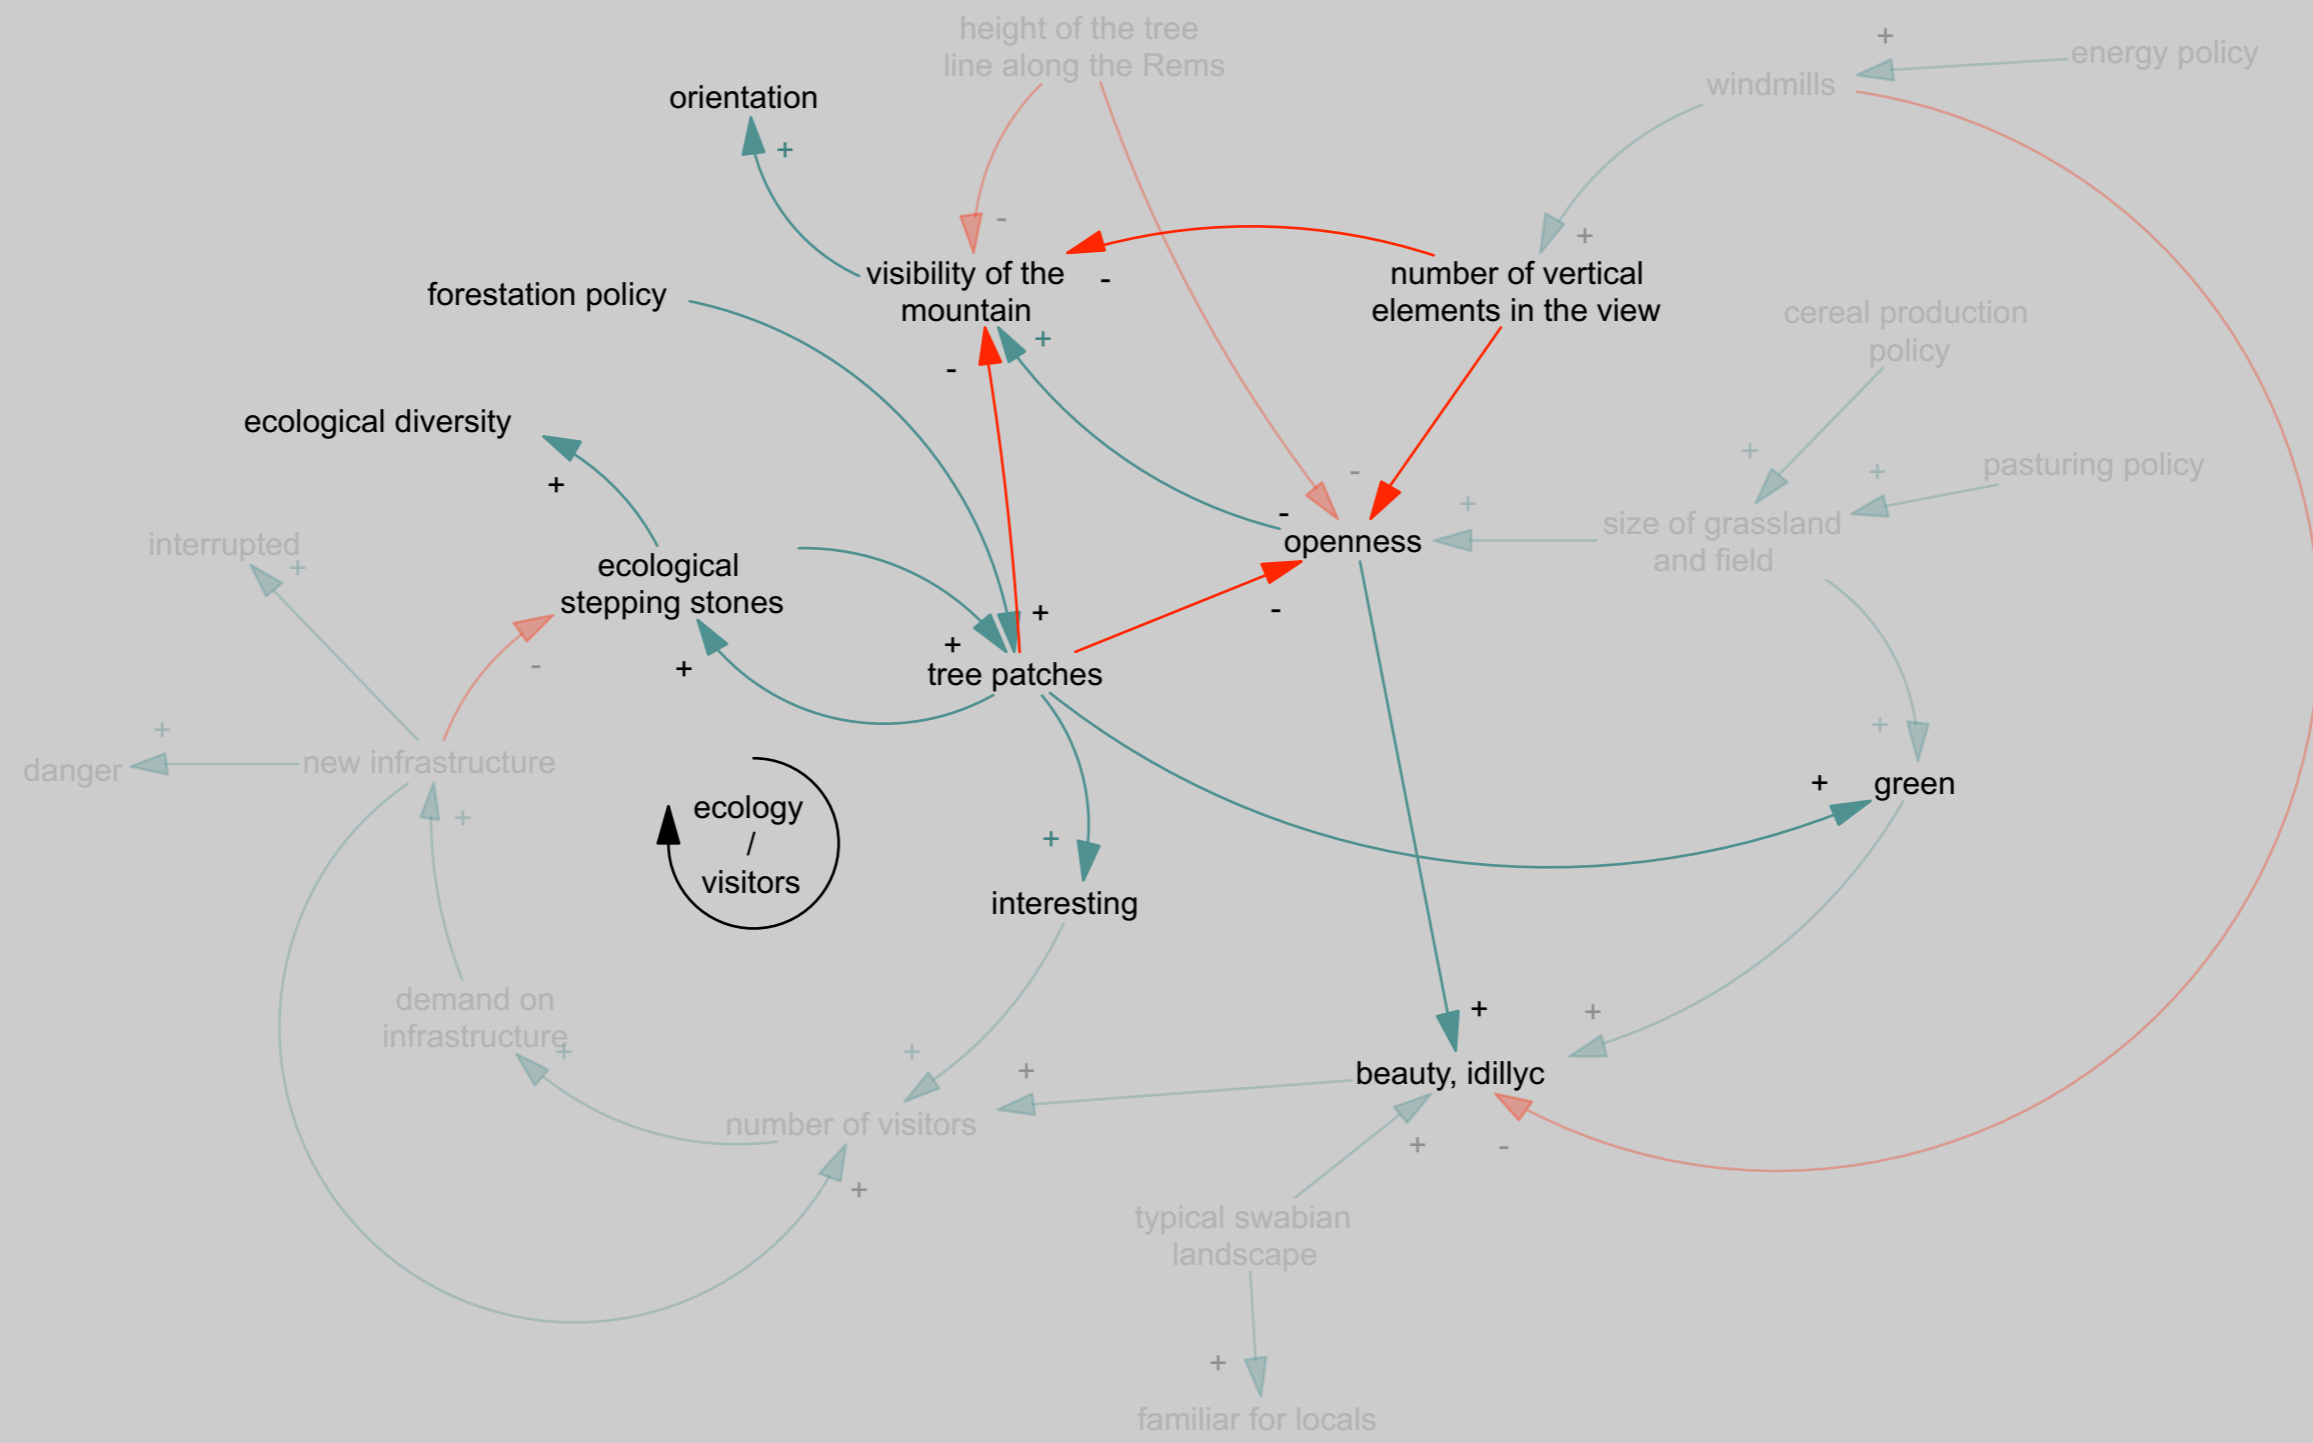 height of the tree
line along the Rems
energy policy
windmills
orientation
+
+
-
+
visibility of the
mountain
-
number of vertical
elements in the view
forestation policy
cereal production
policy
+
-
ecological diversity
+
-
+
+
pasturing policy
+
-
openness
size of grassland
and field
interrupted
+
ecological
stepping stones
+
-
+
+
-
tree patches
+
danger
new infrastructure
+
+
green
+
ecology
/
visitors
+
interesting
demand on
infrastructure
+
+
+
+
+
beauty, idillyc
number of visitors
+
-
+
typical swabian
landscape
+
familiar for locals